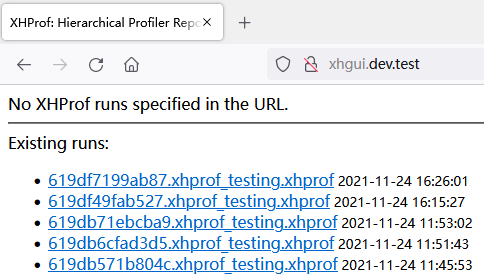 XHProf: Hierarchical Profiler Repo
xhgui.dev.test
No XHProf runs specified in the URL.
Existing runs:
619df7199ab87.xhprof_testing.xhprof 2021-11-24 16:26:01
619df49fab527.xhprof_testing.xhprof 2021-11-24 16:15:27
619db71ebcba9.xhprof_testing.xhprof 2021-11-24 11:53:02
619db6cfad3d5.xhprof_testing.xhprof 2021-11-24 11:51:43
619db571b804c.xhprof_testing.xhprof 2021-11-24 11:45:53